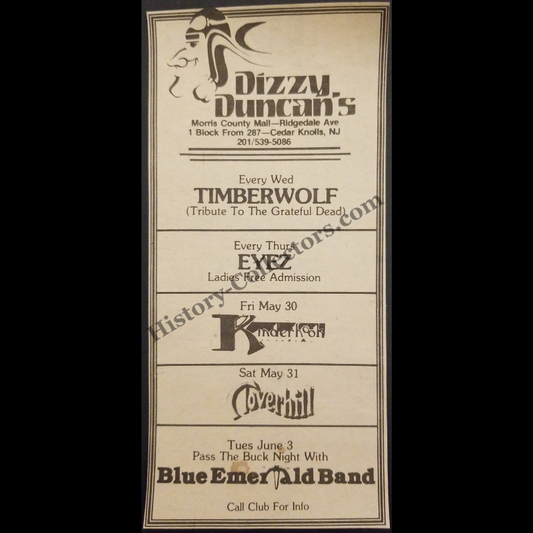 Dizzy
Duncan's
Morris County Mall—Ridgedale Ave
1 Block From 287—Cedar Knolls, NJ
201/539-5086
Every Wed
TIMBERWOLF
(Tribute To The Grateful Dead)
Every Thurs
EYEZ
Ladies Free Admission
Fri May 30
Kinderhook
Sat May 31
Cloverhill
Tues June 3
Pass The Buck Night With
Blue Emerald Band
Call Club For Info
History-Collectors.com